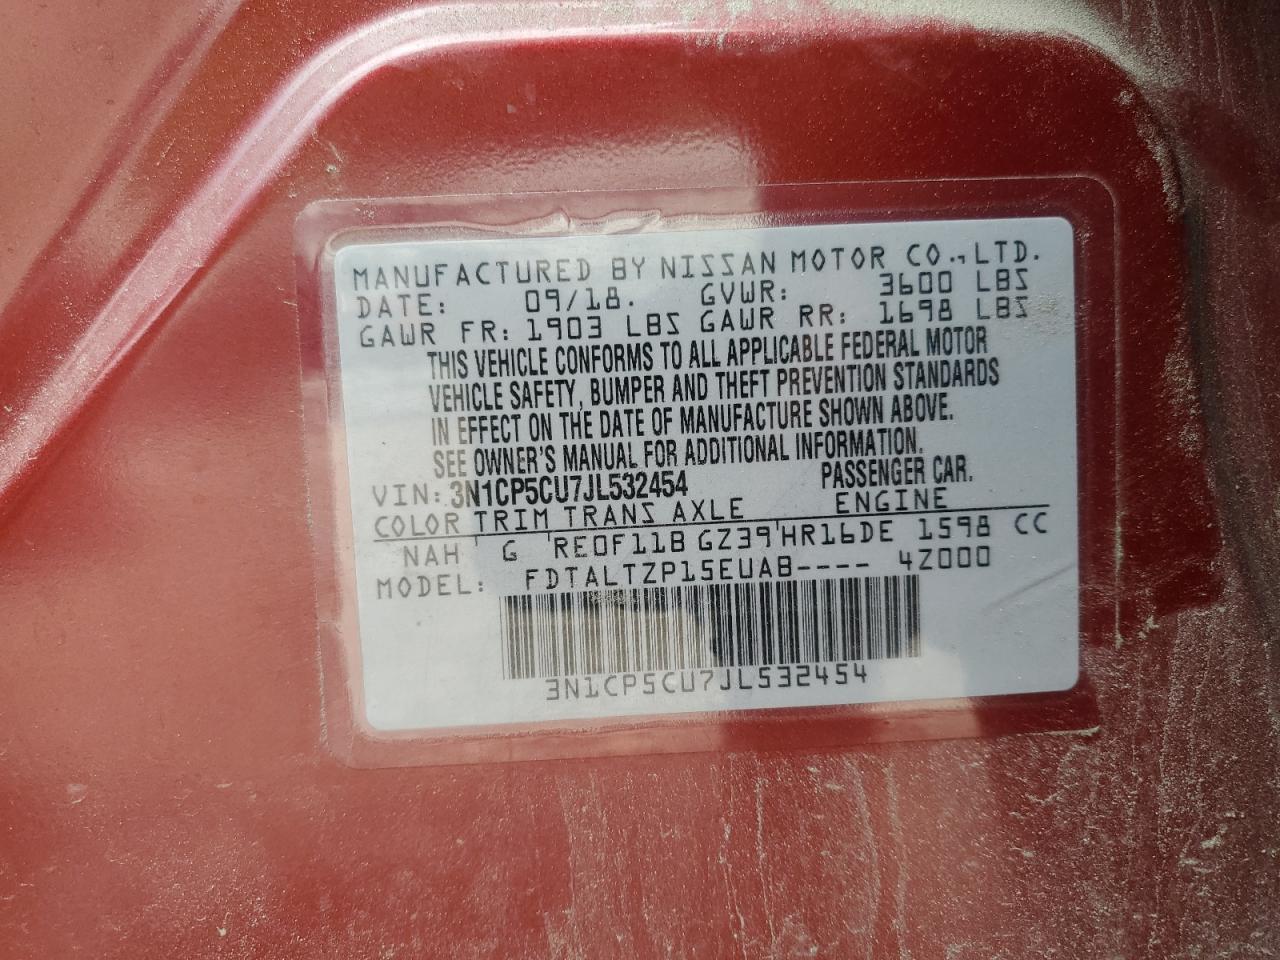 MANUFACTURED BY NISSAN MOTOR CO., LTD.
DATE: 09/18. GVWR: 3600 LBS
GAWR FR: 1903 LBS GAWR RR: 1698 LBS
THIS VEHICLE CONFORMS TO ALL APPLICABLE FEDERAL MOTOR
VEHICLE SAFETY, BUMPER AND THEFT PREVENTION STANDARDS
IN EFFECT ON THE DATE OF MANUFACTURE SHOWN ABOVE.
SEE OWNER'S MANUAL FOR ADDITIONAL INFORMATION.
VIN: 3N1CP5CU7JL532454 PASSENGER CAR.
COLOR TRIM TRANS AXLE ENGINE
NAH G RE0F11B GZ39 HR16DE 1598 CC
MODEL: FDTALTZP15EUAB---- 4Z000
3N1CP5CU7JL532454